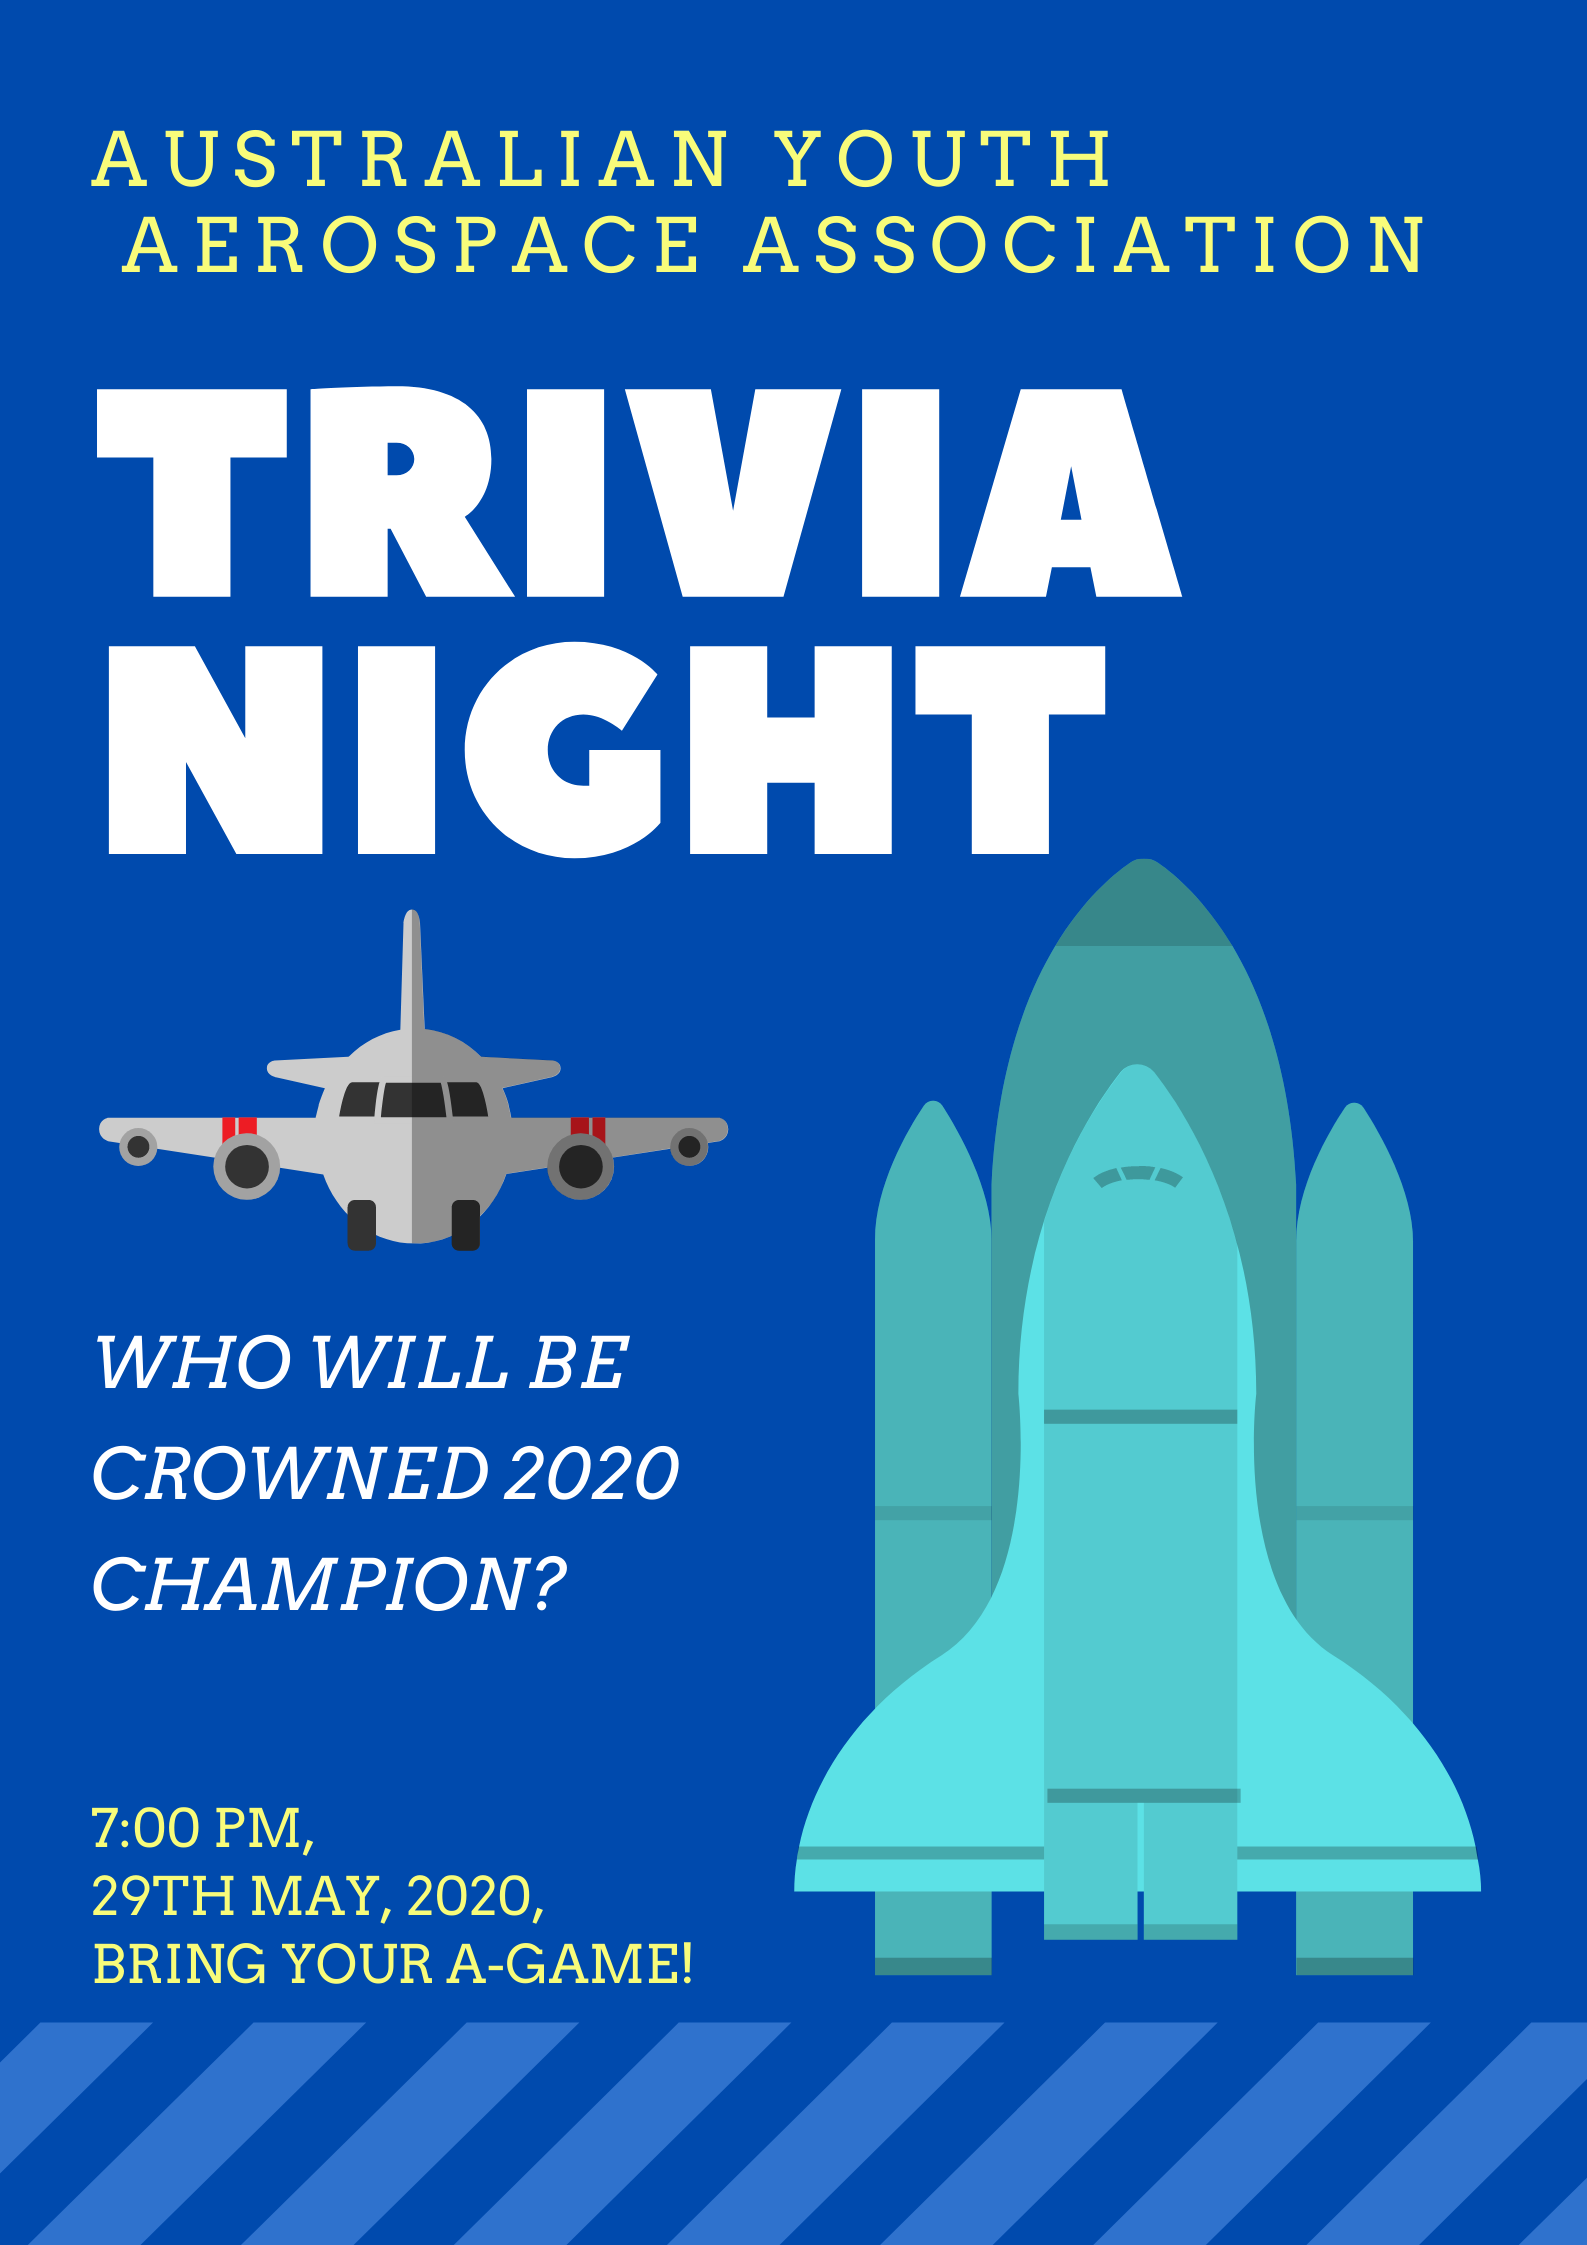 AUSTRALIAN YOUTH
AEROSPACE ASSOCIATION
TRIVIA
NIGHT
WHO WILL BE
CROWNED 2020
CHAMPION?
7:00 PM,
29TH MAY, 2020,
BRING YOUR A-GAME!